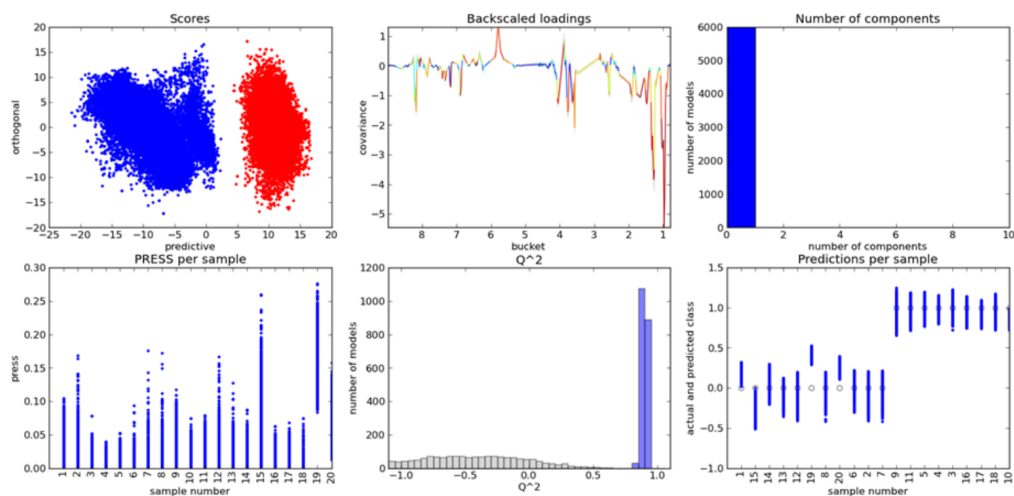 Scores
20
15
10
5
0
-5
-10
-15
-20
orthogonal
-25 -20 -15 -10 -5 0 5 10 15 20
predictive
Backscaled loadings
1
0
-1
-2
-3
-4
-5
covariance
8 7 6 5 4 3 2 1
bucket
Number of components
6000
5000
4000
3000
2000
1000
0
number of models
0 2 4 6 8 10
number of components
PRESS per sample
0.30
0.25
0.20
0.15
0.10
0.05
0.00
press
1 2 3 4 5 6 7 8 9 10 11 12 13 14 15 16 17 18 19 20
sample number
Q^2
1200
1000
800
600
400
200
0
number of models
-1.0 -0.5 0.0 0.5 1.0
Q^2
Predictions per sample
1.5
1.0
0.5
0.0
-0.5
-1.0
actual and predicted class
1 15 14 13 12 19 8 20 6 2 7 9 11 5 4 3 16 17 18 10
sample number